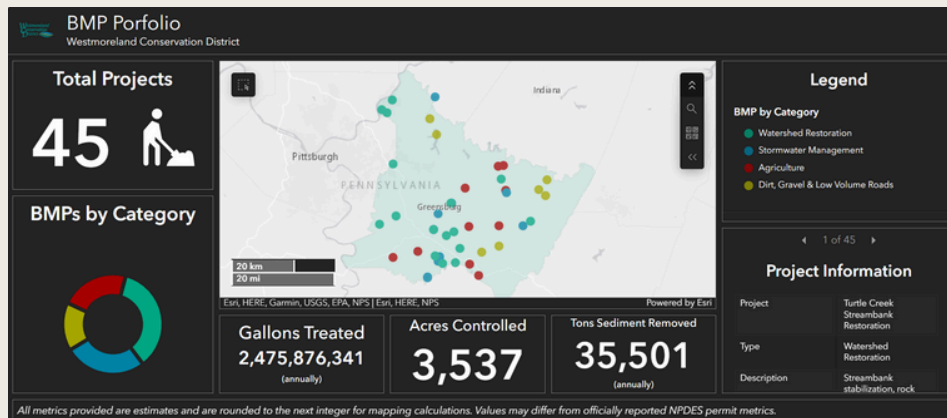 BMP Porfolio
Westmoreland Conservation District
Total Projects
45
BMPs by Category
Indiana
Pittsburgh
PENNSYLVANIA
Greensburg
20 km
20 mi
Esri, HERE, Garmin, USGS, EPA, NPS | Esri, HERE, NPS
Powered by Esri
Gallons Treated
2,475,876,341
(annually)
Acres Controlled
3,537
Tons Sediment Removed
35,501
(annually)
Legend
BMP by Category
Watershed Restoration
Stormwater Management
Agriculture
Dirt, Gravel & Low Volume Roads
1 of 45
Project Information
Project
Turtle Creek
Streambank
Restoration
Type
Watershed
Restoration
Description
Streambank
stabilization, rock
All metrics provided are estimates and are rounded to the next integer for mapping calculations. Values may differ from officially reported NPDES permit metrics.